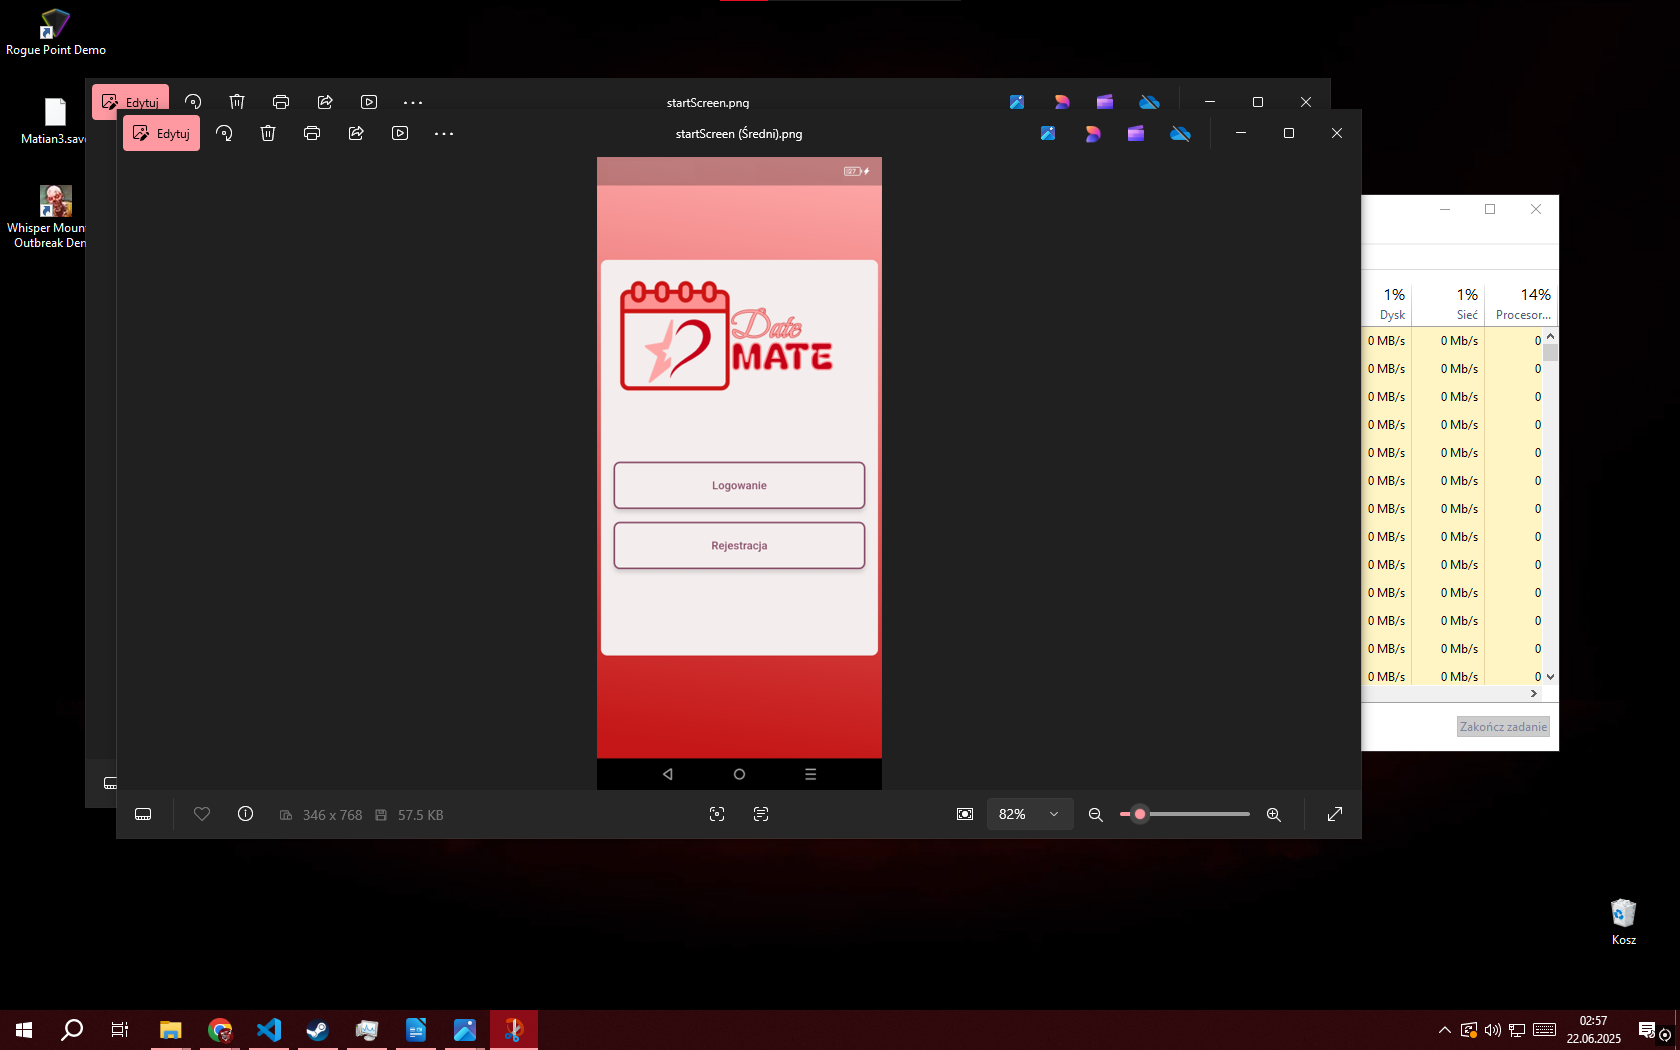 Rogue Point Demo
Matian3.save
Whisper Moun
Outbreak Den
Edytuj
startScreen.png
Edytuj
startScreen (Średni).png
127
Date
MATE
Logowanie
Rejestracja
346 x 768
57.5 KB
82%
1%
1%
14%
Dysk
Sieć
Procesor...
0 MB/s
0 Mb/s
0
0 MB/s
0 Mb/s
0
0 MB/s
0 Mb/s
0
0 MB/s
0 Mb/s
0
0 MB/s
0 Mb/s
0
0 MB/s
0 Mb/s
0
0 MB/s
0 Mb/s
0
0 MB/s
0 Mb/s
0
0 MB/s
0 Mb/s
0
0 MB/s
0 Mb/s
0
0 MB/s
0 Mb/s
0
0 MB/s
0 Mb/s
0
0 MB/s
0 Mb/s
0
Zakończ zadanie
Kosz
02:57
22.06.2025